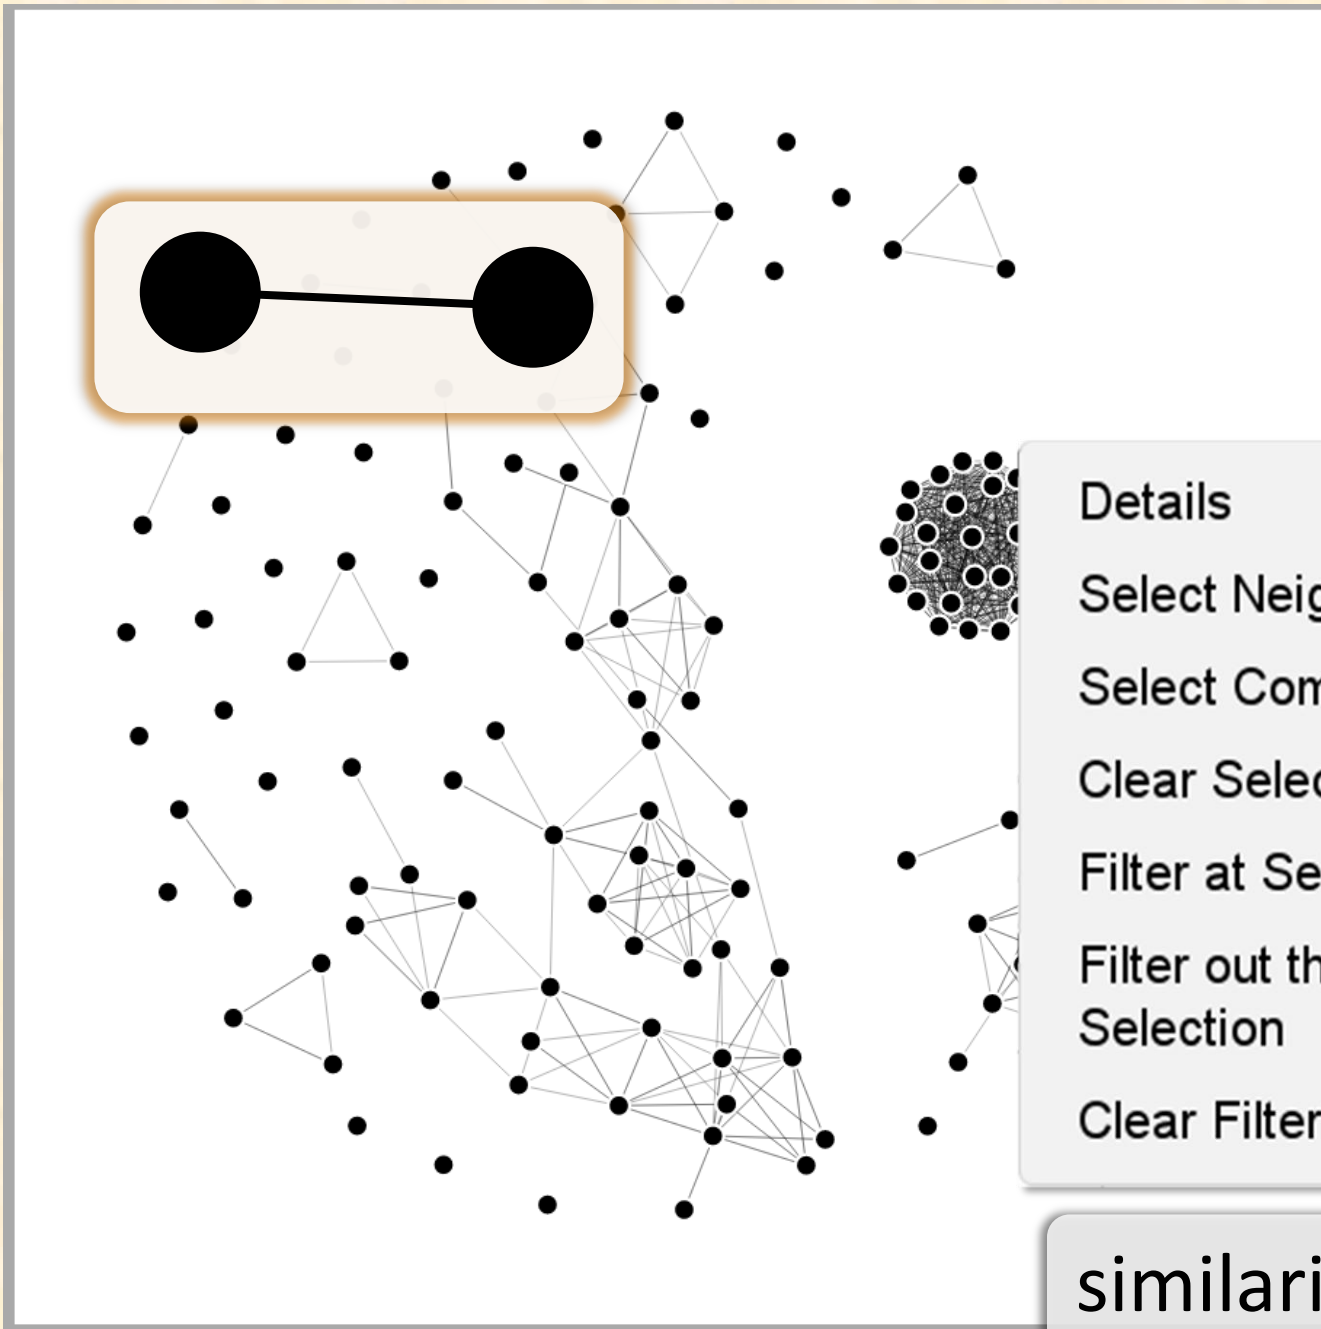 Details
Select Neig
Select Com
Clear Selec
Filter at Se
Filter out th
Selection
Clear Filter
similari